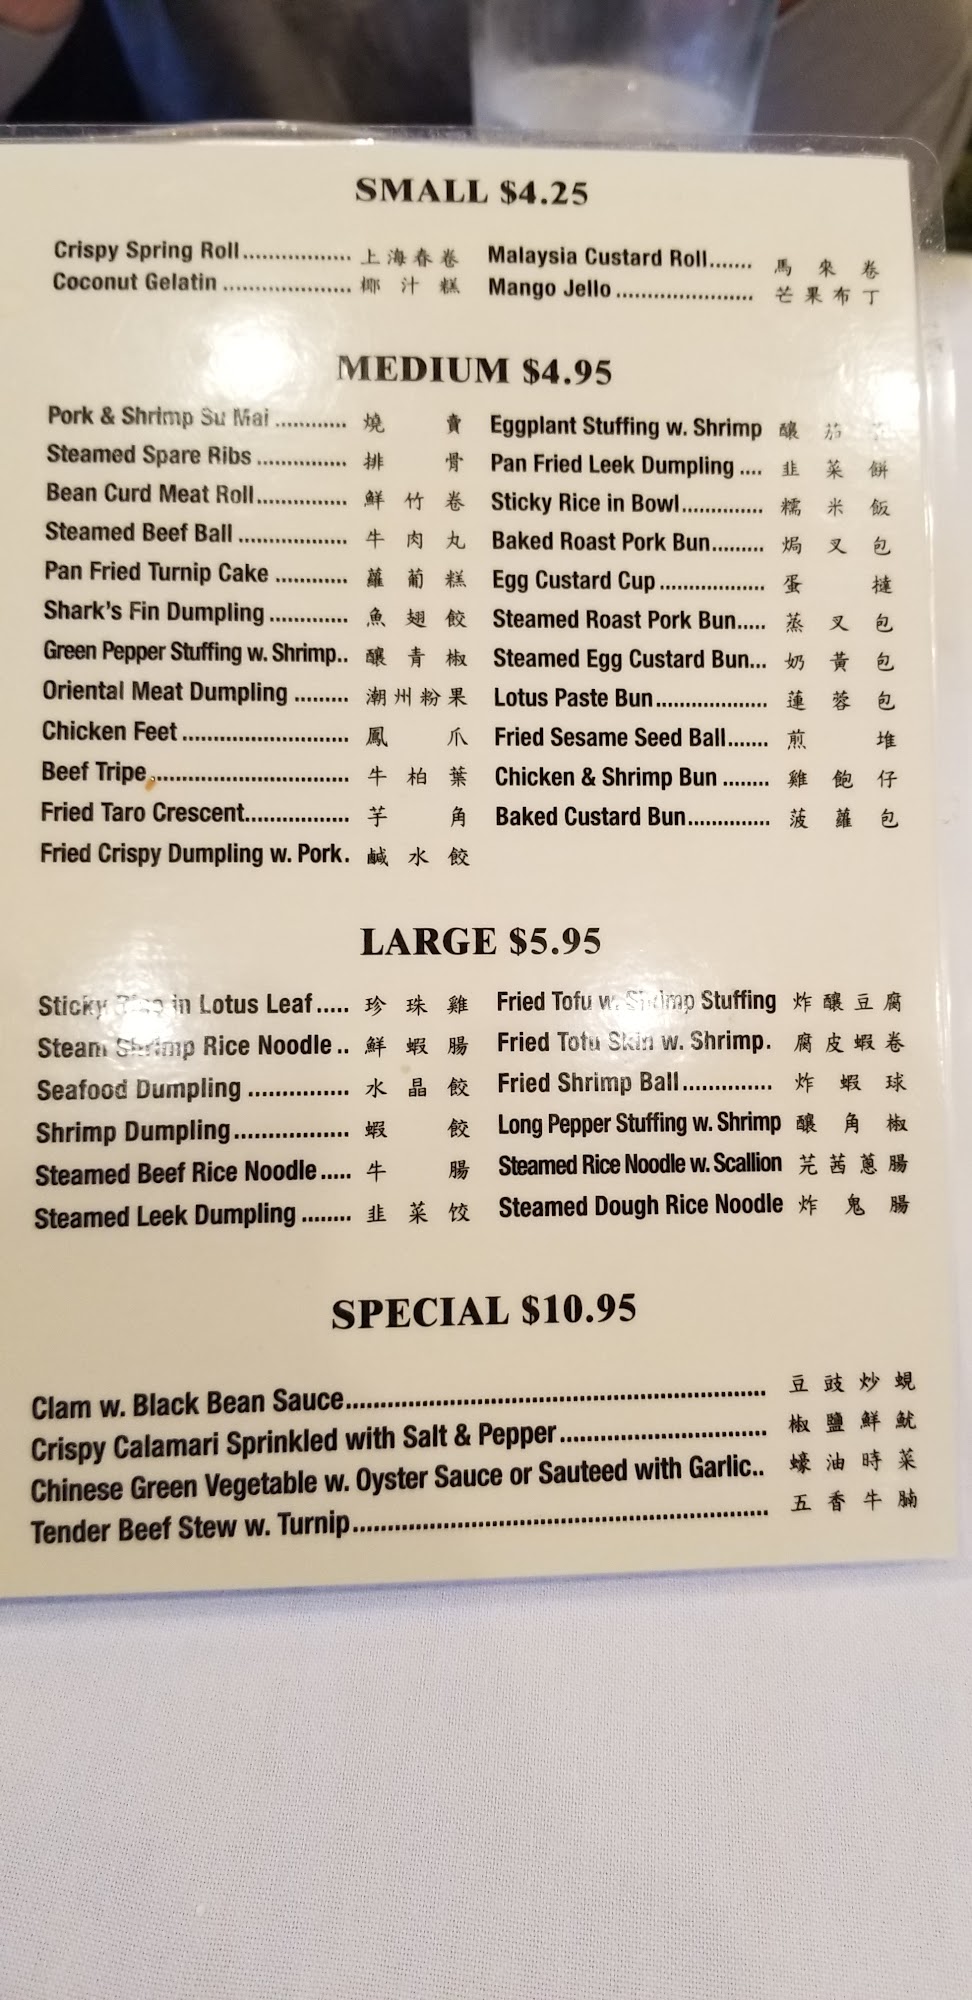 SMALL $4.25
Crispy Spring Roll................. 上海春卷
Coconut Gelatin .................... 椰汁糕
Malaysia Custard Roll....... 馬來卷
Mango Jello ...................... 芒果布丁
MEDIUM $4.95
Pork & Shrimp Su Mai ........... 燒賣
Steamed Spare Ribs .............. 排骨
Bean Curd Meat Roll.............. 鮮竹卷
Steamed Beef Ball ................. 牛肉丸
Pan Fried Turnip Cake ........... 蘿葡糕
Shark's Fin Dumpling ............. 魚翅餃
Green Pepper Stuffing w. Shrimp.. 釀青椒
Oriental Meat Dumpling ......... 潮州粉果
Chicken Feet .......................... 鳳爪
Beef Tripe ............................... 牛柏葉
Fried Taro Crescent................. 芋角
Fried Crispy Dumpling w. Pork. 鹹水餃
Eggplant Stuffing w. Shrimp 釀茄
Pan Fried Leek Dumpling .... 韭菜餅
Sticky Rice in Bowl............. 糯米飯
Baked Roast Pork Bun......... 焗叉包
Egg Custard Cup ................. 蛋撻
Steamed Roast Pork Bun..... 蒸叉包
Steamed Egg Custard Bun... 奶黃包
Lotus Paste Bun.................... 蓮蓉包
Fried Sesame Seed Ball....... 煎堆
Chicken & Shrimp Bun ........ 雞飽仔
Baked Custard Bun.............. 菠蘿包
LARGE $5.95
Sticky Rice in Lotus Leaf ..... 珍珠雞
Steam Shrimp Rice Noodle .. 鮮蝦腸
Seafood Dumpling ................ 水晶餃
Shrimp Dumpling.................. 蝦餃
Steamed Beef Rice Noodle ..... 牛腸
Steamed Leek Dumpling ........ 韭菜饺
Fried Tofu w. Shrimp Stuffing 炸釀豆腐
Fried Tofu Skin w. Shrimp. 腐皮蝦卷
Fried Shrimp Ball.............. 炸蝦球
Long Pepper Stuffing w. Shrimp 釀角椒
Steamed Rice Noodle w. Scallion 芫茜蔥腸
Steamed Dough Rice Noodle 炸鬼腸
SPECIAL $10.95
Clam w. Black Bean Sauce.......................................................... 豆豉炒蜆
Crispy Calamari Sprinkled with Salt & Pepper............................ 椒鹽鮮魷
Chinese Green Vegetable w. Oyster Sauce or Sauteed with Garlic.. 蠔油時菜
Tender Beef Stew w. Turnip......................................................... 五香牛腩